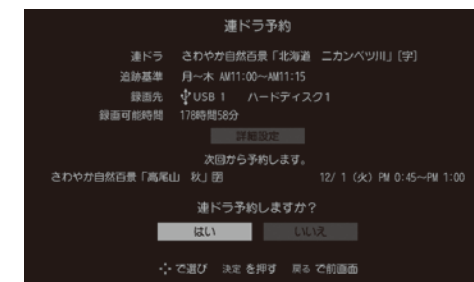 連ドラ予約
連ドラ さわやか自然百景「北海道 ニカンベツ川」[字]
追跡基準 月～木 AM11:00～AM11:15
録画先 USB 1 ハードディスク1
録画可能時間 178時間58分
詳細設定
次回から予約します。
さわやか自然百景「高尾山 秋」 12/ 1 (火) PM 0:45～PM 1:00
連ドラ予約しますか？
はい いいえ
で選び 決定 を押す 戻る で前画面